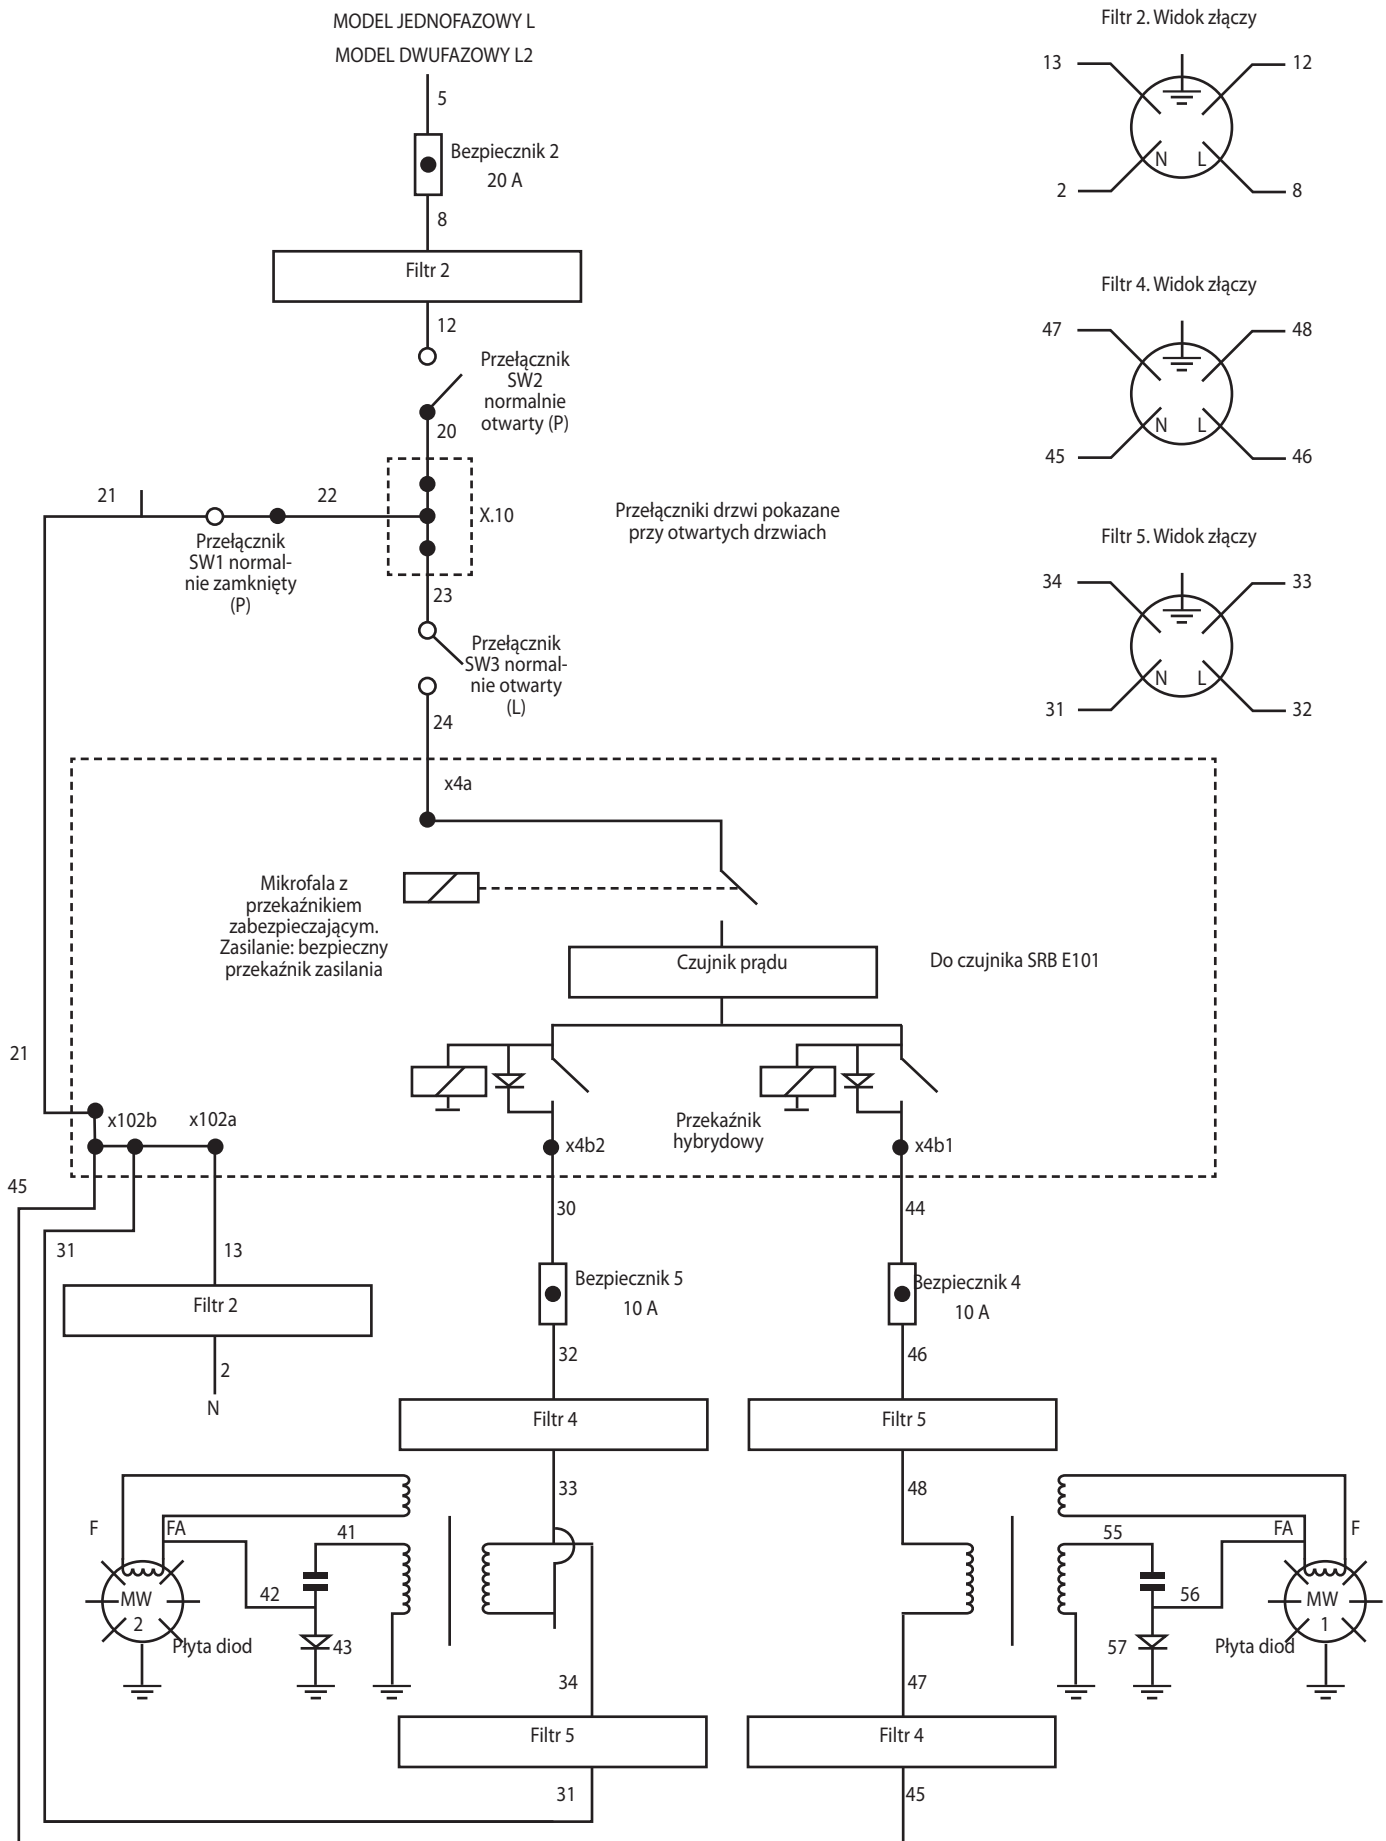 MODEL JEDNOFAZOWY L
MODEL DWUFAZOWY L2
5
Bezpiecznik 2
20 A
8
Filtr 2
12
Przełącznik
SW2
normalnie
otwarty (P)
20
21
22
X.10
Przełącznik
SW1 normal-
nie zamknięty
(P)
23
Przełącznik
SW3 normal-
nie otwarty
(L)
24
Przełączniki drzwi pokazane
przy otwartych drzwiach
Filtr 2. Widok złączy
13
12
N
L
2
8
Filtr 4. Widok złączy
47
48
N
L
45
46
Filtr 5. Widok złączy
34
33
N
L
31
32
x4a
Mikrofala z
przekaźnikiem
zabezpieczającym.
Zasilanie: bezpieczny
przekaźnik zasilania
Czujnik prądu
Do czujnika SRB E101
21
x102b
x102a
Przekaźnik
hybrydowy
x4b2
x4b1
45
31
13
30
44
Filtr 2
Bezpiecznik 5
10 A
Bezpiecznik 4
10 A
2
N
32
46
Filtr 4
Filtr 5
33
48
F
FA
41
42
MW
2
Płyta diod
43
55
FA
F
56
MW
1
57
Płyta diod
34
47
Filtr 5
Filtr 4
31
45